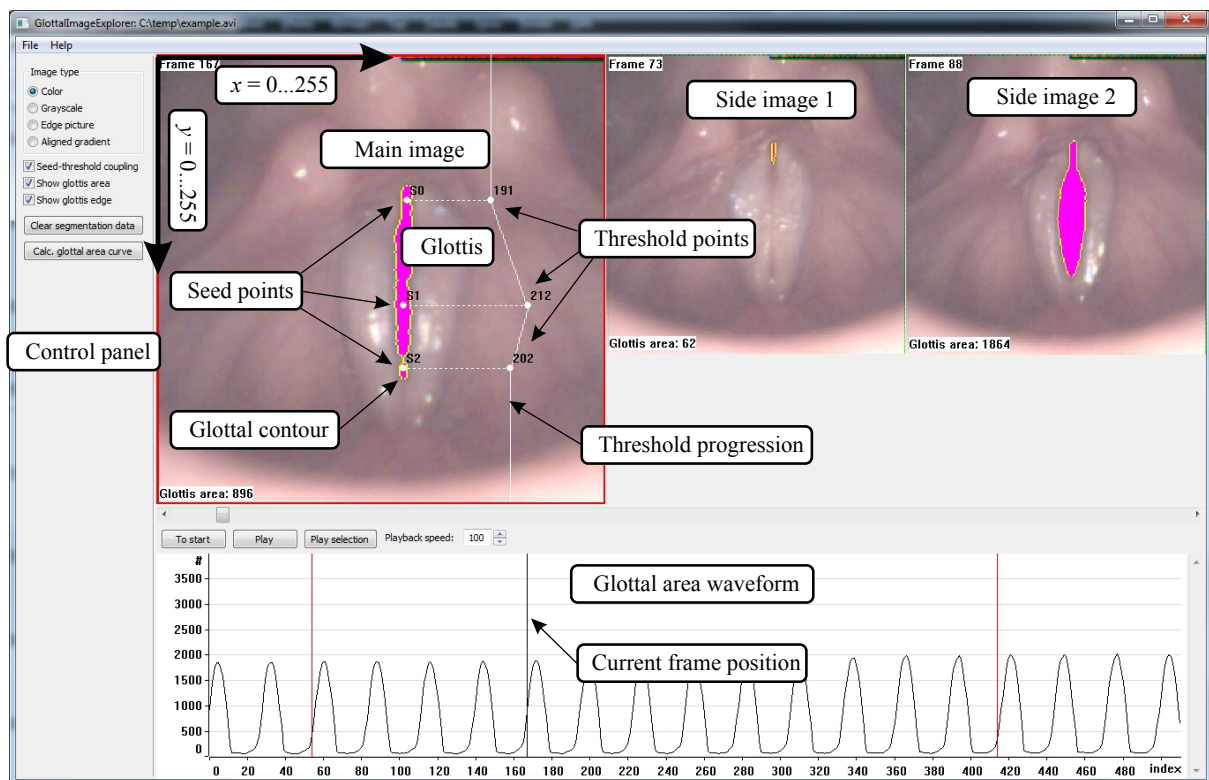 GlottalImageExplorer: C:\temp\example.avi
File Help
Image type
Color
Grayscale
Edge picture
Aligned gradient
Seed-threshold coupling
Show glottis area
Show glottis edge
Clear segmentation data
Calc. glottal area curve
Control panel
Frame 167
x = 0...255
y = 0...255
Main image
S0
191
Glottis
Threshold points
Seed points
S1
212
S2
202
Glottal contour
Threshold progression
Glottis area: 896
Frame 73
Side image 1
Glottis area: 62
Frame 88
Side image 2
Glottis area: 1864
To start Play Play selection Playback speed: 100
#
Glottal area waveform
3500
3000
2500
2000
Current frame position
1500
1000
500
0
0 20 40 60 80 100 120 140 160 180 200 220 240 260 280 300 320 340 360 380 400 420 440 460 480 index